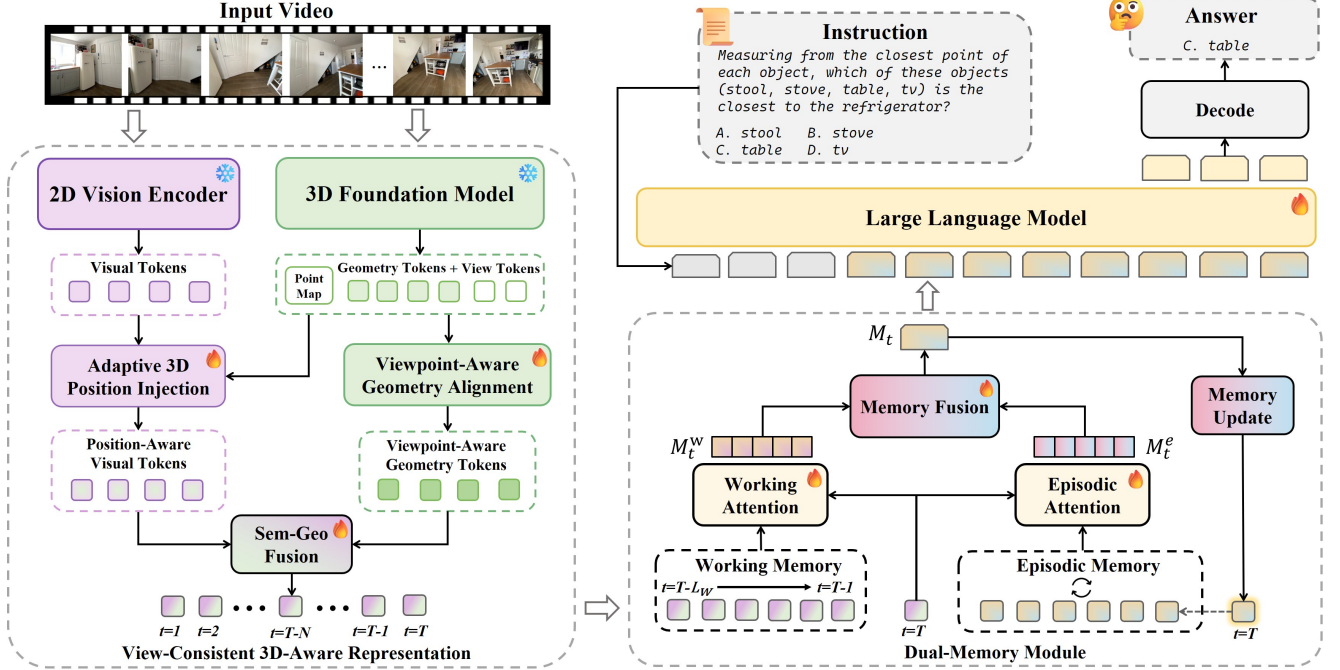 Input Video
2D Vision Encoder
3D Foundation Model
Visual Tokens
Point
Map
Geometry Tokens + View Tokens
Adaptive 3D
Position Injection
Viewpoint-Aware
Geometry Alignment
Position-Aware
Visual Tokens
Viewpoint-Aware
Geometry Tokens
Sem-Geo
Fusion
t=1
t=2
t=T-N
t=T-1
t=T
View-Consistent 3D-Aware Representation
Instruction
Measuring from the closest point of
each object, which of these objects
(stool, stove, table, tv) is the
closest to the refrigerator?
A. stool B. stove
C. table D. tv
Answer
C. table
Decode
Large Language Model
M_t
Memory Fusion
Memory
Update
M_t^w
M_t^e
Working
Attention
Episodic
Attention
Working Memory
t=T-L_W
t=T-1
t=T
Episodic Memory
t=T
Dual-Memory Module